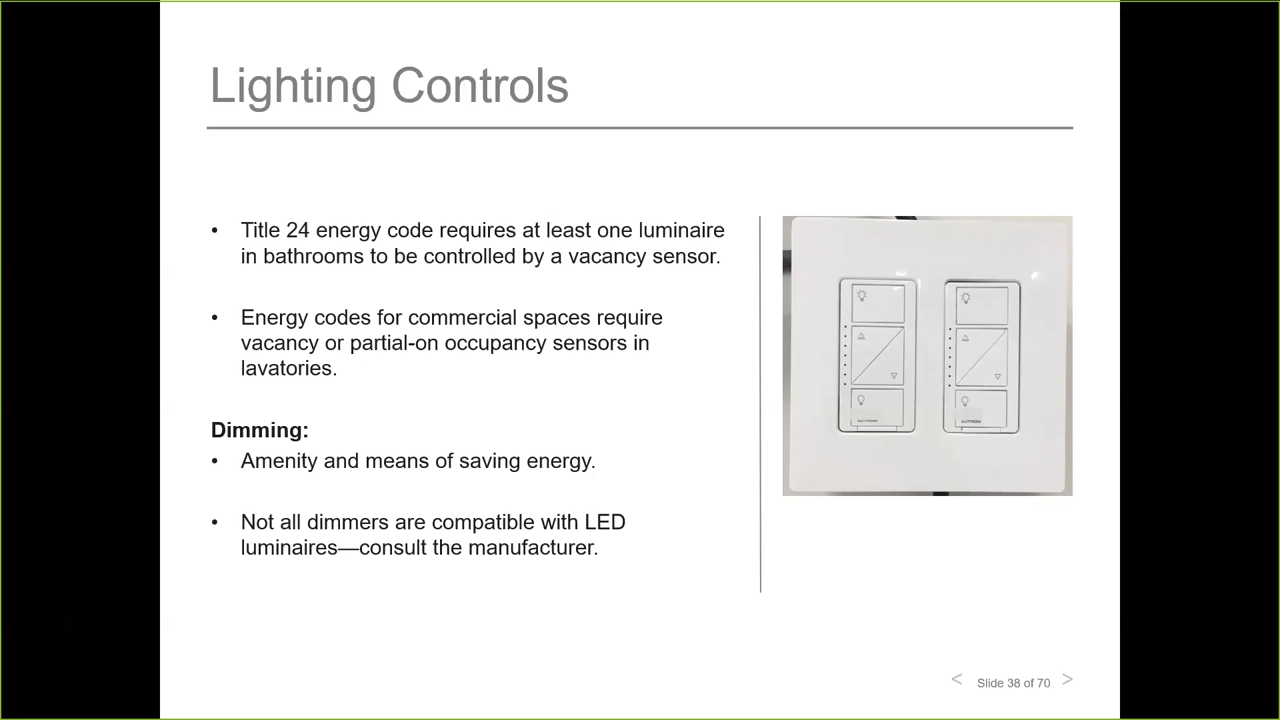 Lighting Controls
• Title 24 energy code requires at least one luminaire
in bathrooms to be controlled by a vacancy sensor.
• Energy codes for commercial spaces require
vacancy or partial-on occupancy sensors in
lavatories.
Dimming:
• Amenity and means of saving energy.
• Not all dimmers are compatible with LED
luminaires—consult the manufacturer.
LUTRON
< Slide 38 of 70 >